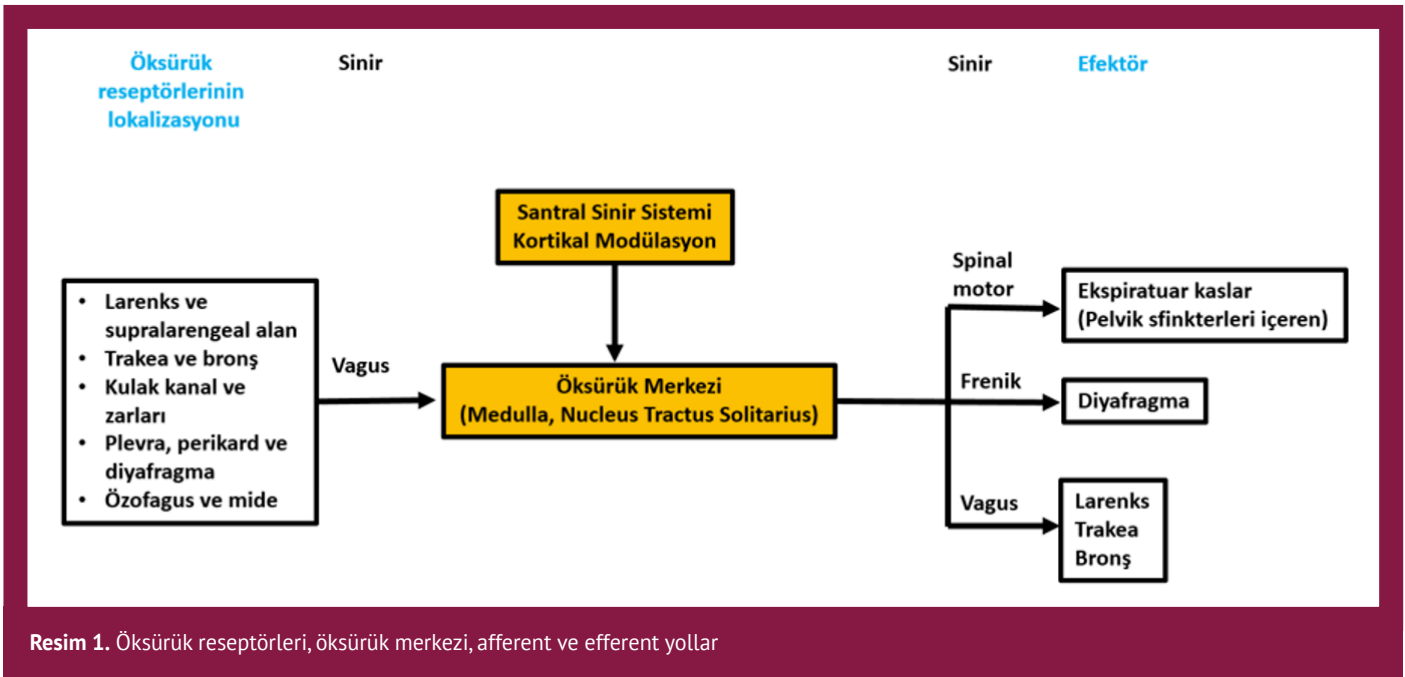 Öksürük
reseptörlerinin
lokalizasyonu
Sinir
Sinir
Efektör
Santral Sinir Sistemi
Kortikal Modülasyon
• Larenks ve
supralarengeal alan
• Trakea ve bronş
• Kulak kanal ve
zarları
• Plevra, perikard ve
diyafragma
• Özofagus ve mide
Vagus
Öksürük Merkezi
(Medulla, Nucleus Tractus Solitarius)
Spinal
motor
Ekspiratuar kaslar
(Pelvik sfinkterleri içeren)
Frenik
Diyafragma
Vagus
Larenks
Trakea
Bronş
Resim 1. Öksürük reseptörleri, öksürük merkezi, afferent ve efferent yollar